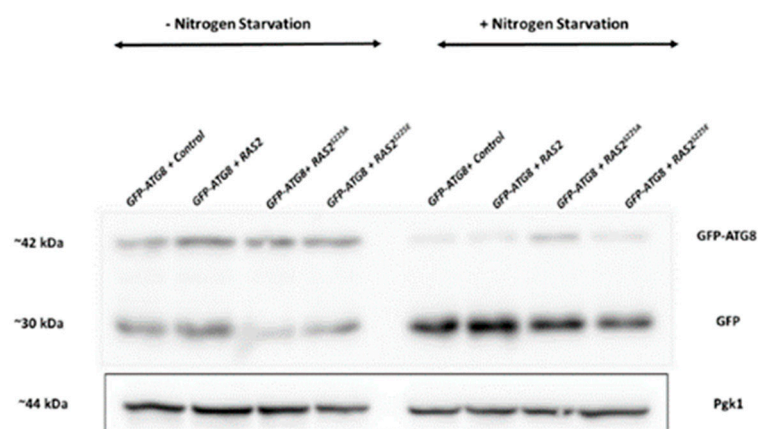 - Nitrogen Starvation
+ Nitrogen Starvation
GFP-ATG8 + Control
GFP-ATG8 + RAS2
GFP-ATG8+ RAS2S225A
GFP-ATG8 + RAS2S225E
GFP-ATG8+ Control
GFP-ATG8 + RAS2
GFP-ATG8 + RAS2S225A
GFP-ATG8 + RAS2S225E
~42 kDa
GFP-ATG8
~30 kDa
GFP
~44 kDa
Pgk1